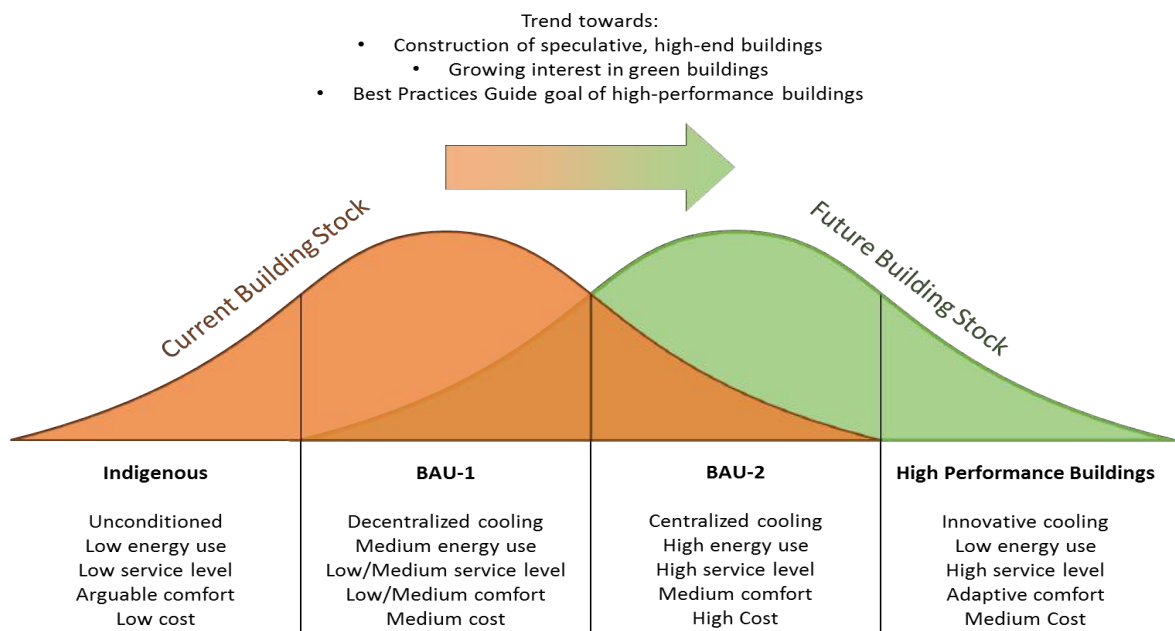 Trend towards:
• Construction of speculative, high-end buildings
• Growing interest in green buildings
• Best Practices Guide goal of high-performance buildings
Current Building Stock
Future Building Stock
Indigenous
Unconditioned
Low energy use
Low service level
Arguable comfort
Low cost
BAU-1
Decentralized cooling
Medium energy use
Low/Medium service level
Low/Medium comfort
Medium cost
BAU-2
Centralized cooling
High energy use
High service level
Medium comfort
High Cost
High Performance Buildings
Innovative cooling
Low energy use
High service level
Adaptive comfort
Medium Cost